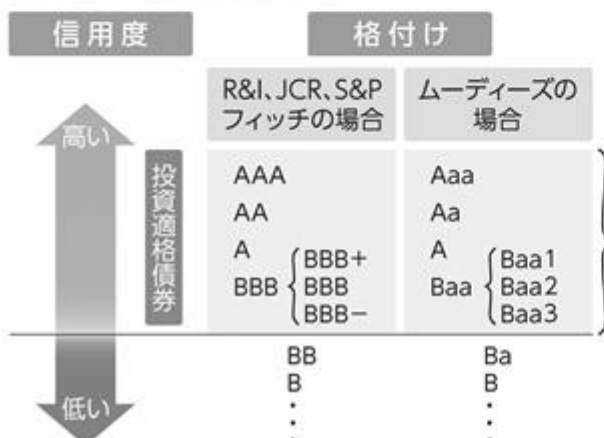 信用度
格付け
R&I、JCR、S&P
フィッチの場合
ムーディーズの
場合
高い
投資適格債券
AAA
Aaa
AA
Aa
A
A
BBB
BBB+
BBB
BBB−
Baa
Baa1
Baa2
Baa3
BB
Ba
B
B
・
・
・
・
低い